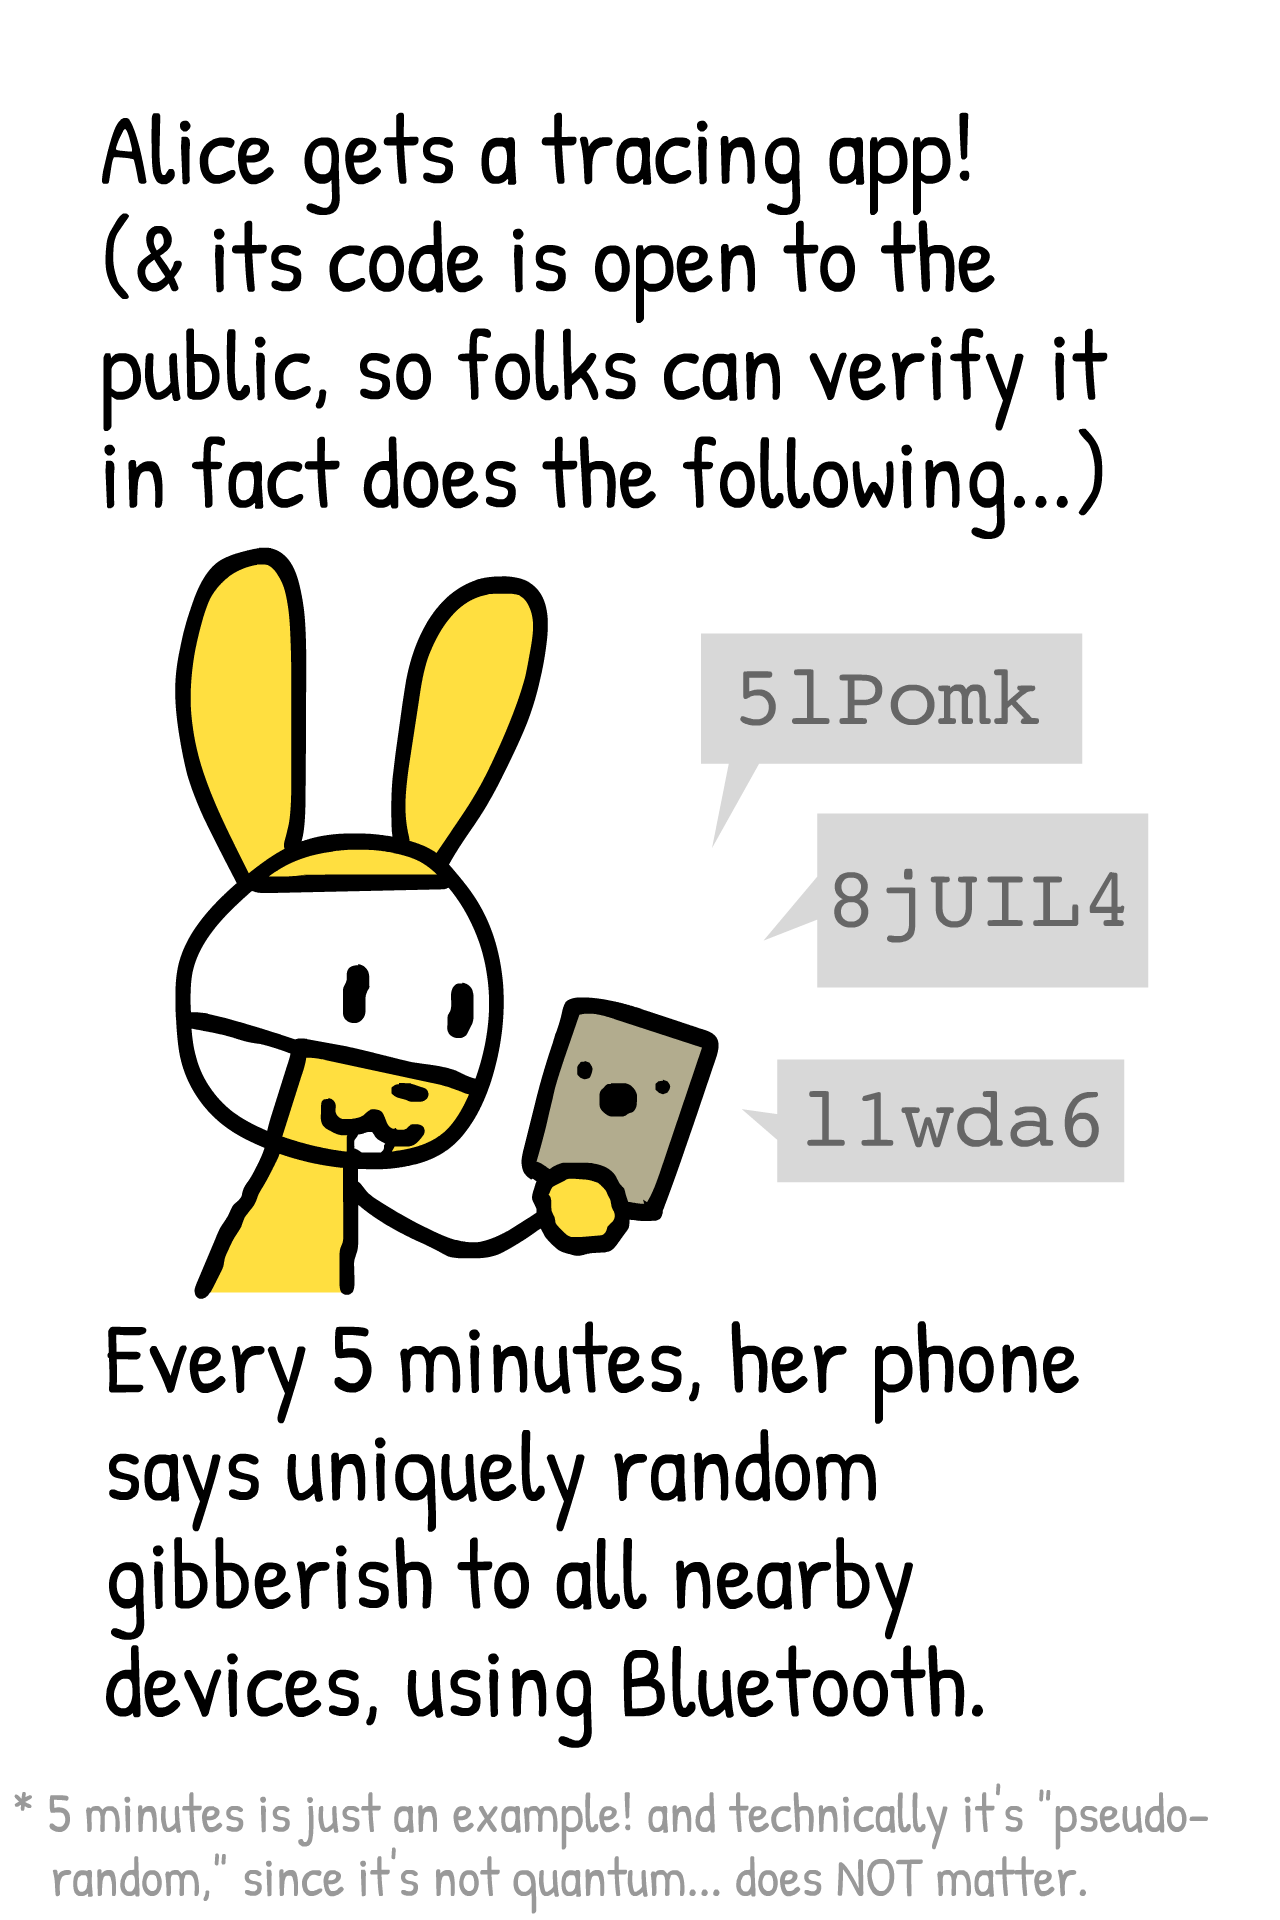 Alice gets a tracing app!
(& its code is open to the
public, so folks can verify it
in fact does the following...)
5lPomk
8jUIL4
l1wda6
Every 5 minutes, her phone
says uniquely random
gibberish to all nearby
devices, using Bluetooth.
* 5 minutes is just an example! and technically it's "pseudo-
random," since it's not quantum... does NOT matter.